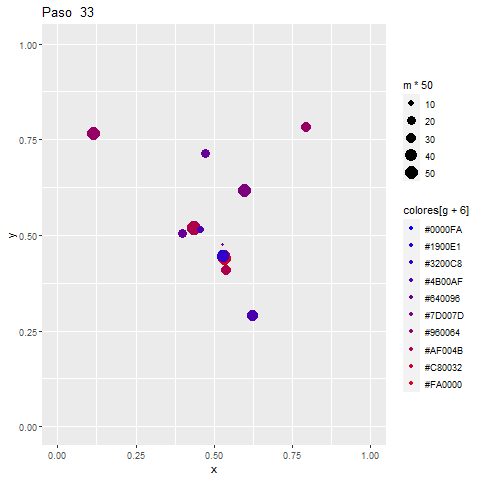 Paso 33
1.00
0.75
0.50
0.25
0.00
y
0.00 0.25 0.50 0.75 1.00
x
m * 50
10
20
30
40
50
colores[g + 6]
#0000FA
#1900E1
#3200C8
#4B00AF
#640096
#7D007D
#960064
#AF004B
#C80032
#FA0000